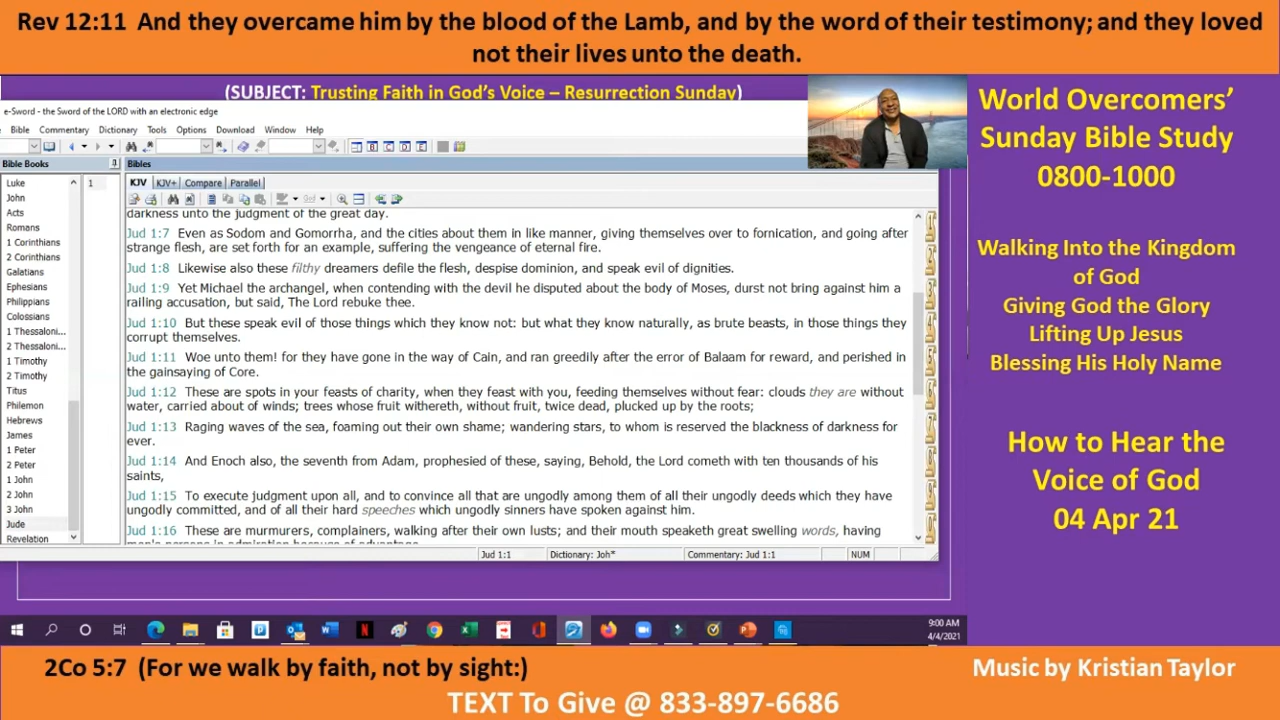 Rev 12:11 And they overcame him by the blood of the Lamb, and by the word of their testimony; and they loved
not their lives unto the death.
(SUBJECT: Trusting Faith in God's Voice – Resurrection Sunday)
e-Sword - the Sword of the LORD with an electronic edge
Bible Commentary Dictionary Tools Options Download Window Help
Bible Books
Bibles
Luke
John
Acts
Romans
1 Corinthians
2 Corinthians
Galatians
Ephesians
Philippians
Colossians
1 Thessaloni...
2 Thessaloni...
1 Timothy
2 Timothy
Titus
Philemon
Hebrews
James
1 Peter
2 Peter
1 John
2 John
3 John
Jude
Revelation
1
KJV KJV+ Compare Parallel
darkness unto the judgment of the great day.
Jud 1:7 Even as Sodom and Gomorrha, and the cities about them in like manner, giving themselves over to fornication, and going after
strange flesh, are set forth for an example, suffering the vengeance of eternal fire.
Jud 1:8 Likewise also these filthy dreamers defile the flesh, despise dominion, and speak evil of dignities.
Jud 1:9 Yet Michael the archangel, when contending with the devil he disputed about the body of Moses, durst not bring against him a
railing accusation, but said, The Lord rebuke thee.
Jud 1:10 But these speak evil of those things which they know not: but what they know naturally, as brute beasts, in those things they
corrupt themselves.
Jud 1:11 Woe unto them! for they have gone in the way of Cain, and ran greedily after the error of Balaam for reward, and perished in
the gainsaying of Core.
Jud 1:12 These are spots in your feasts of charity, when they feast with you, feeding themselves without fear: clouds they are without
water, carried about of winds; trees whose fruit withereth, without fruit, twice dead, plucked up by the roots;
Jud 1:13 Raging waves of the sea, foaming out their own shame; wandering stars, to whom is reserved the blackness of darkness for
ever.
Jud 1:14 And Enoch also, the seventh from Adam, prophesied of these, saying, Behold, the Lord cometh with ten thousands of his
saints,
Jud 1:15 To execute judgment upon all, and to convince all that are ungodly among them of all their ungodly deeds which they have
ungodly committed, and of all their hard speeches which ungodly sinners have spoken against him.
Jud 1:16 These are murmurers, complainers, walking after their own lusts; and their mouth speaketh great swelling words, having
Jud 1:1 Dictionary: Joh* Commentary: Jud 1:1 NUM
9:00 AM
4/4/2021
World Overcomers'
Sunday Bible Study
0800-1000
Walking Into the Kingdom
of God
Giving God the Glory
Lifting Up Jesus
Blessing His Holy Name
How to Hear the
Voice of God
04 Apr 21
2Co 5:7 (For we walk by faith, not by sight:)
Music by Kristian Taylor
TEXT To Give @ 833-897-6686